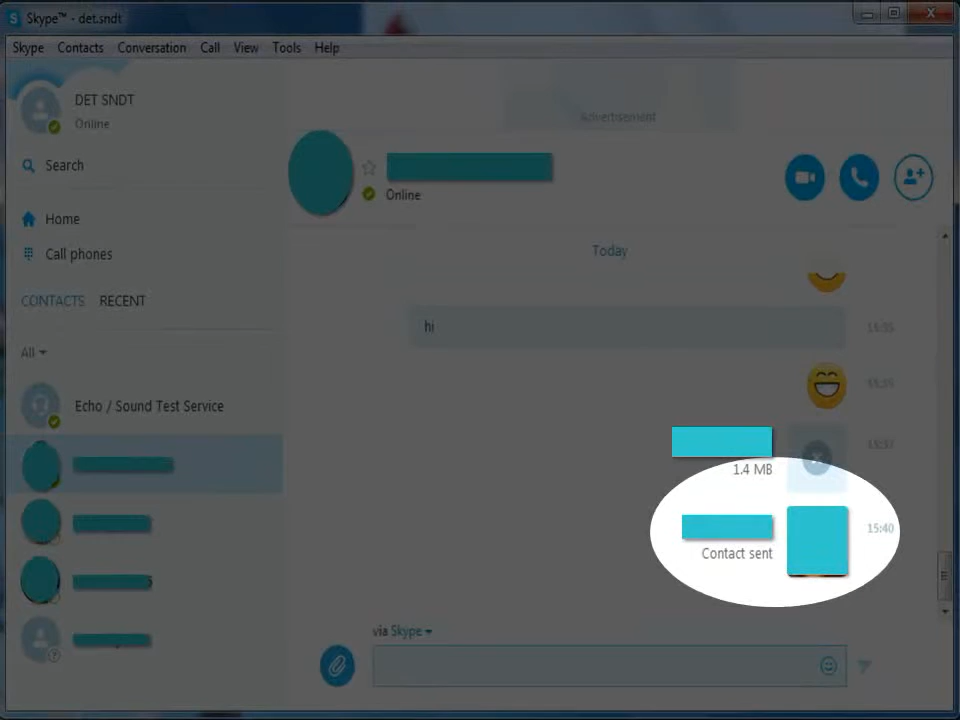 Skype™ - det.sndt
Skype Contacts Conversation Call View Tools Help
DET SNDT
Online
Search
Home
Call phones
CONTACTS RECENT
All
Echo / Sound Test Service
Advertisement
Online
Today
hi 15:35
15:35
15:37
1.4 MB
15:40
Contact sent
via Skype